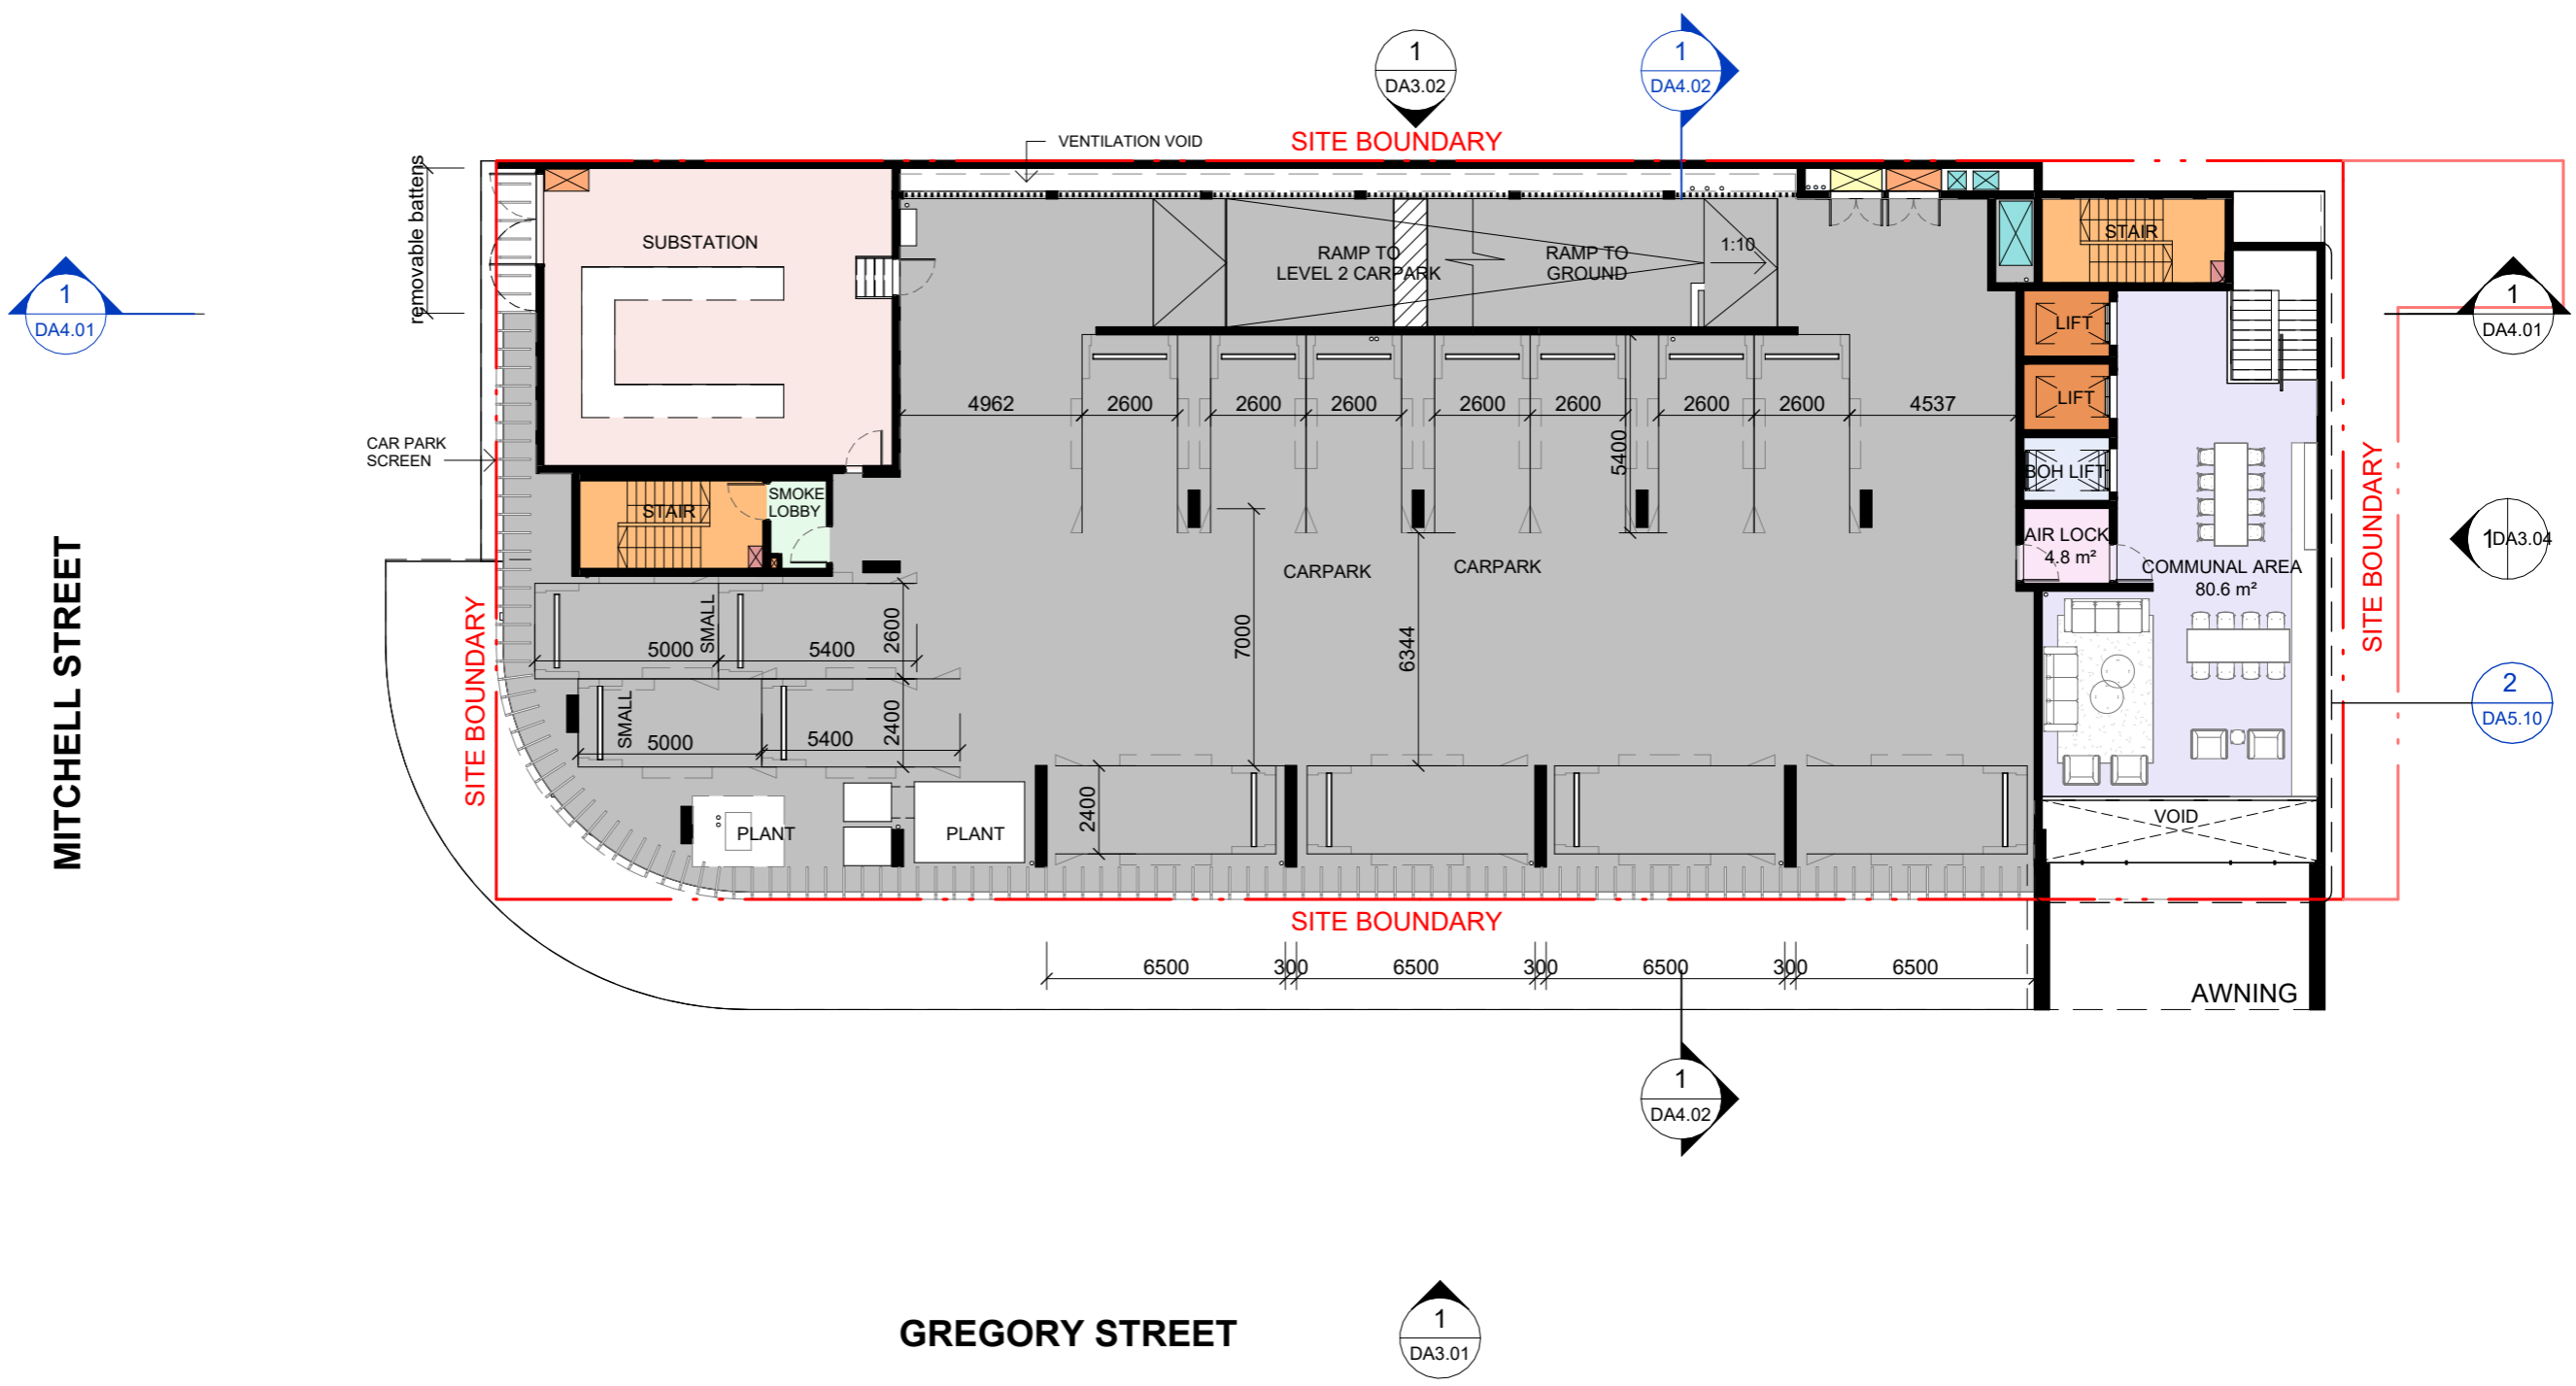 1
DA3.02
1
DA4.02
VENTILATION VOID
SITE BOUNDARY
removable battens
SUBSTATION
RAMP TO
LEVEL 2 CARPARK
RAMP TO
GROUND
1:10
STAIR
1
DA4.01
1
DA4.01
LIFT
LIFT
BOH LIFT
4962
2600
2600
2600
2600
2600
2600
2600
4537
5400
CAR PARK
SCREEN
STAIR
SMOKE
LOBBY
AIR LOCK
4.8 m²
COMMUNAL AREA
80.6 m²
CARPARK
CARPARK
1
DA3.04
SITE BOUNDARY
MITCHELL STREET
SITE BOUNDARY
SMALL
5000
5400
2600
7000
6344
SMALL
5000
5400
2400
2
DA5.10
PLANT
PLANT
2400
VOID
SITE BOUNDARY
6500
300
6500
300
6500
300
6500
AWNING
1
DA4.02
GREGORY STREET
1
DA3.01